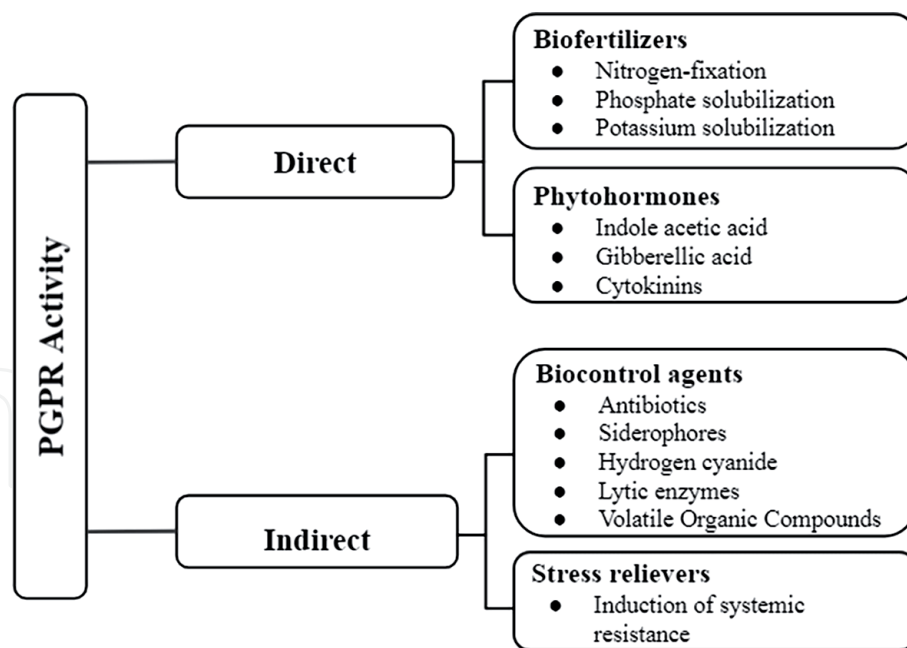 PGPR Activity
Direct
Biofertilizers
● Nitrogen-fixation
● Phosphate solubilization
● Potassium solubilization
Phytohormones
● Indole acetic acid
● Gibberellic acid
● Cytokinins
Indirect
Biocontrol agents
● Antibiotics
● Siderophores
● Hydrogen cyanide
● Lytic enzymes
● Volatile Organic Compounds
Stress relievers
● Induction of systemic
resistance